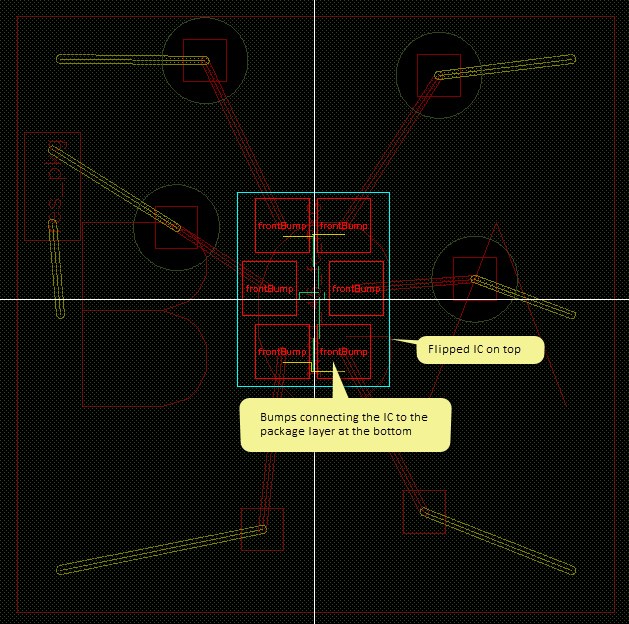 frontBump frontBump
frontBump frontBump
Flipped IC on top
frontBump frontBump
Bumps connecting the IC to the
package layer at the bottom